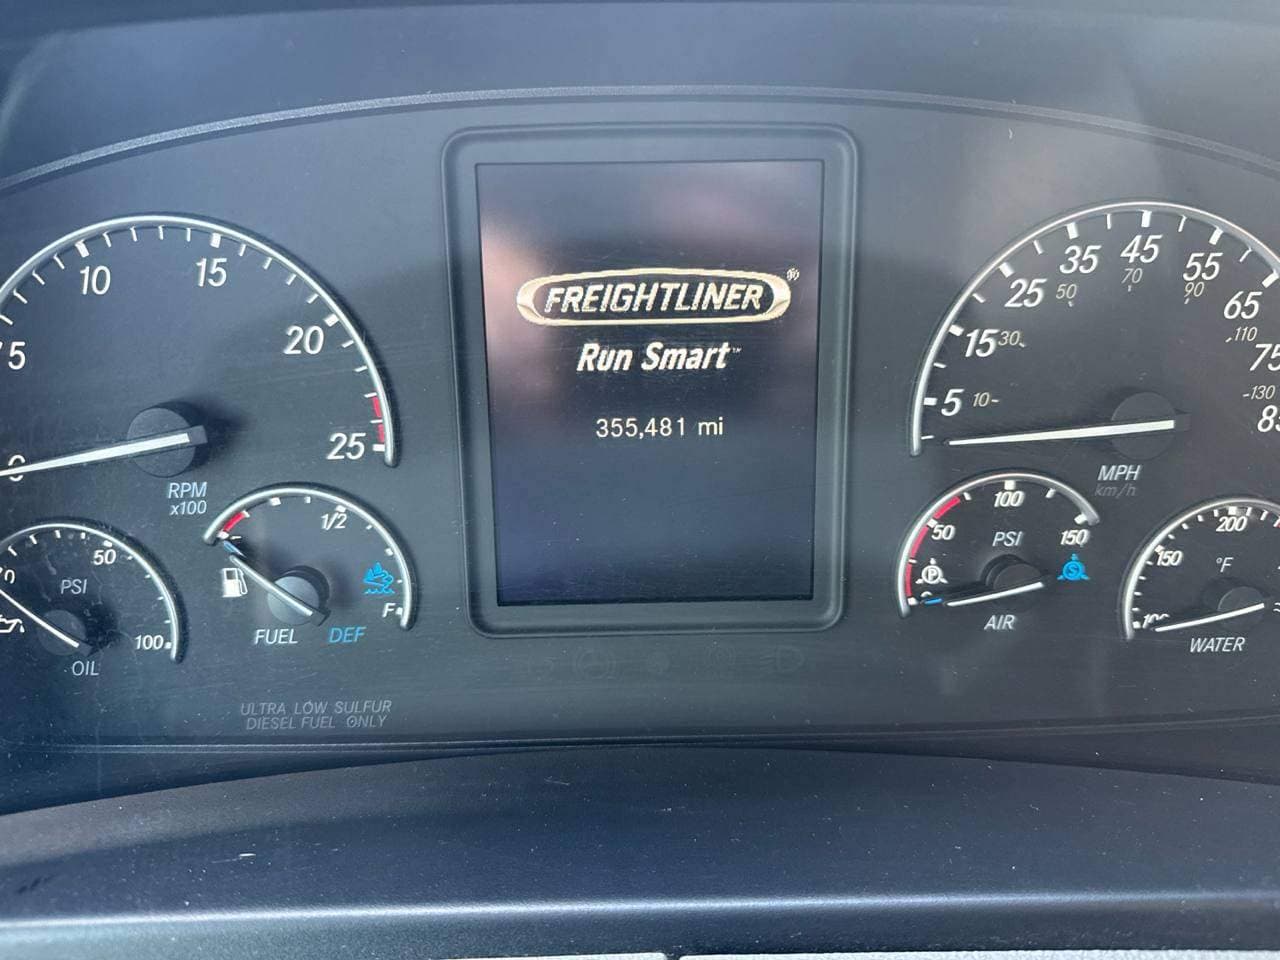 FREIGHTLINER®
Run Smart™
355,481 mi
5
10
15
20
25
0
RPM
x100
5
15
25
35
45
55
65
75
10
30
50
70
90
110
130
MPH
km/h
50
100
PSI
OIL
1/2
F
FUEL
DEF
50
100
150
PSI
P
S
AIR
150
200
°F
WATER
ULTRA LOW SULFUR
DIESEL FUEL ONLY